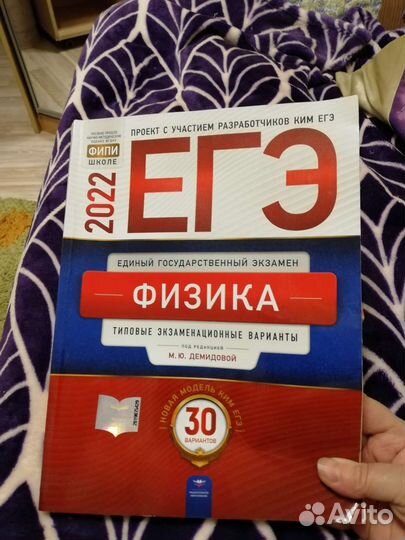 ПРОЕКТ С УЧАСТИЕМ РАЗРАБОТЧИКОВ КИМ ЕГЭ
ФИПИ
ШКОЛЕ
2022
ЕГЭ
ЕДИНЫЙ ГОСУДАРСТВЕННЫЙ ЭКЗАМЕН
ФИЗИКА
ТИПОВЫЕ ЭКЗАМЕНАЦИОННЫЕ ВАРИАНТЫ
ПОД РЕДАКЦИЕЙ
М. Ю. ДЕМИДОВОЙ
НОВАЯ МОДЕЛЬ КИМ ЕГЭ
30
ВАРИАНТОВ
Avito